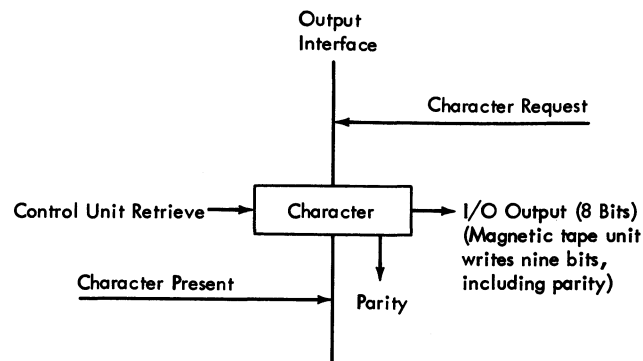 Output
Interface
Character Request
Control Unit Retrieve
Character
I/O Output (8 Bits)
(Magnetic tape unit
writes nine bits,
including parity)
Character Present
Parity